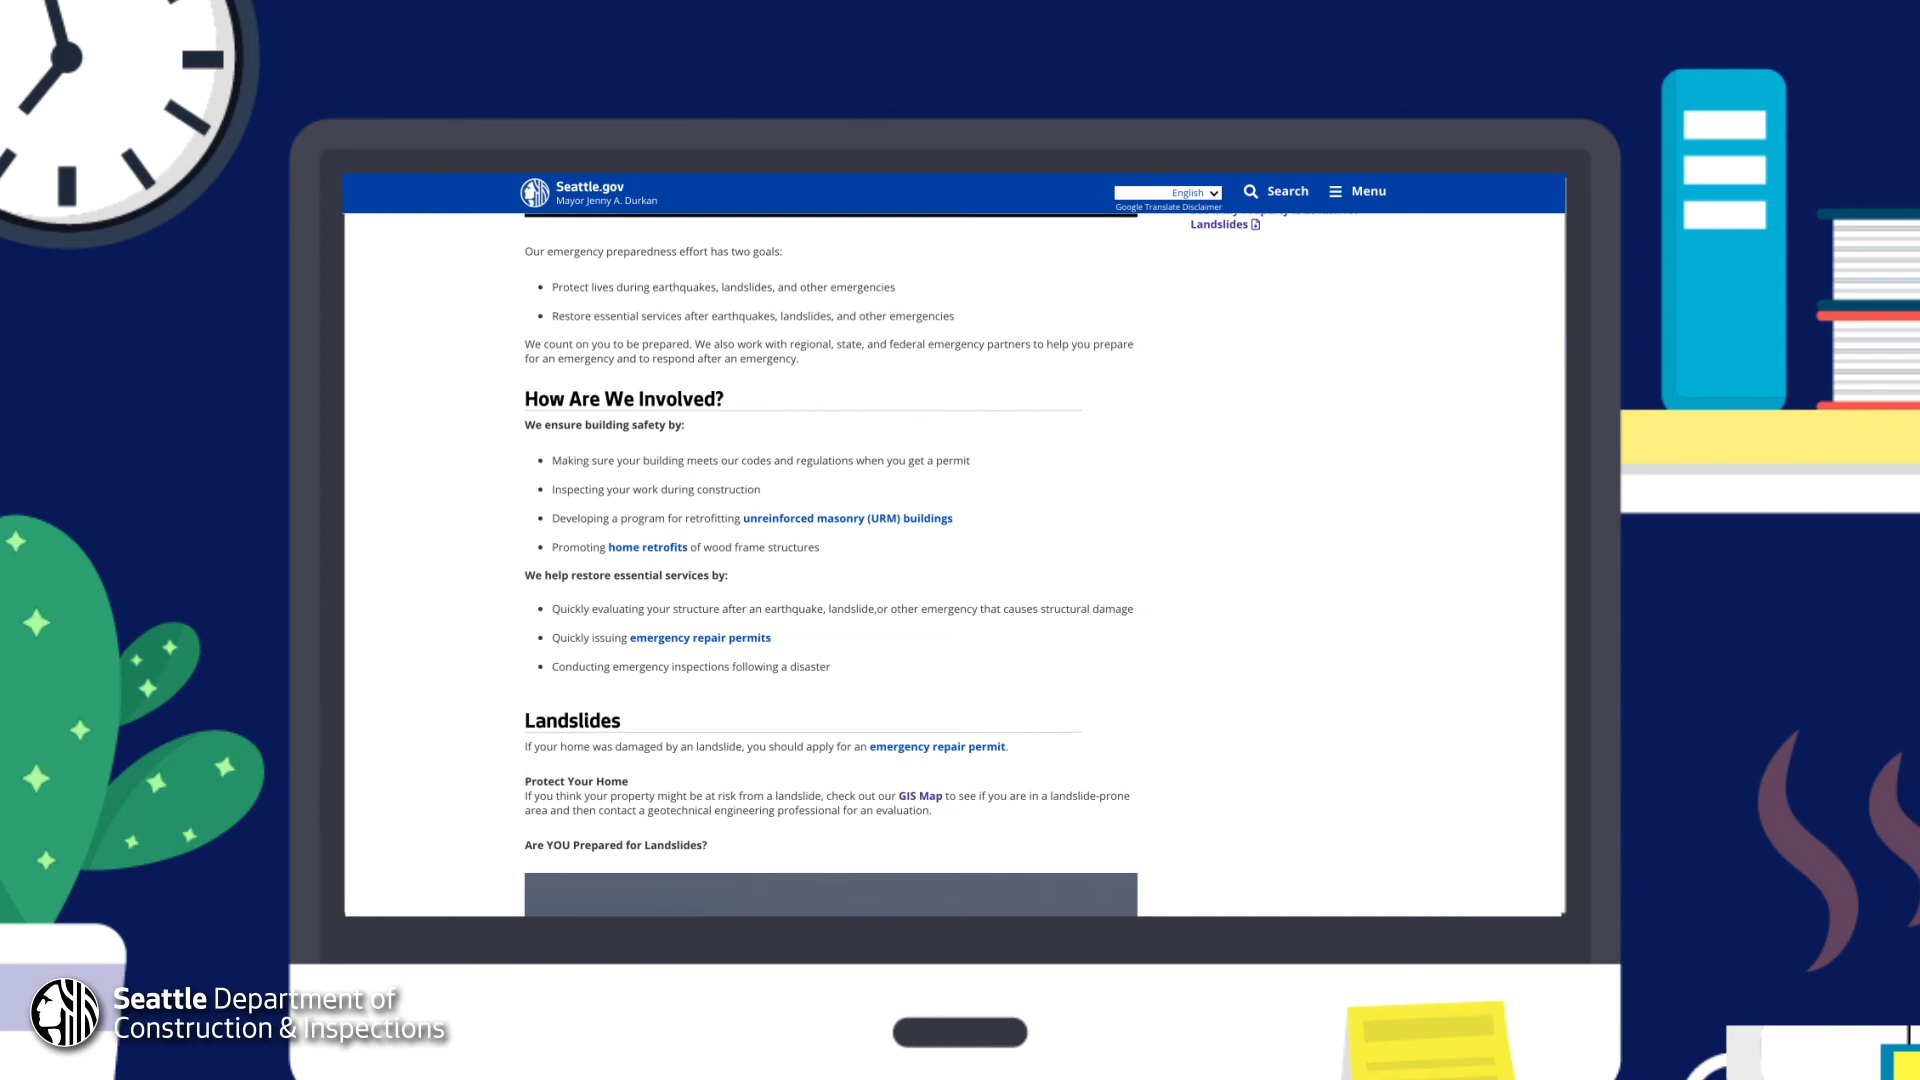 Seattle.gov
Mayor Jenny A. Durkan
English
Google Translate Disclaimer
Search
Menu
Landslides
Our emergency preparedness effort has two goals:
Protect lives during earthquakes, landslides, and other emergencies
Restore essential services after earthquakes, landslides, and other emergencies
We count on you to be prepared. We also work with regional, state, and federal emergency partners to help you prepare
for an emergency and to respond after an emergency.
How Are We Involved?
We ensure building safety by:
Making sure your building meets our codes and regulations when you get a permit
Inspecting your work during construction
Developing a program for retrofitting unreinforced masonry (URM) buildings
Promoting home retrofits of wood frame structures
We help restore essential services by:
Quickly evaluating your structure after an earthquake, landslide,or other emergency that causes structural damage
Quickly issuing emergency repair permits
Conducting emergency inspections following a disaster
Landslides
If your home was damaged by an landslide, you should apply for an emergency repair permit.
Protect Your Home
If you think your property might be at risk from a landslide, check out our GIS Map to see if you are in a landslide-prone
area and then contact a geotechnical engineering professional for an evaluation.
Are YOU Prepared for Landslides?
Seattle Department of
Construction & Inspections